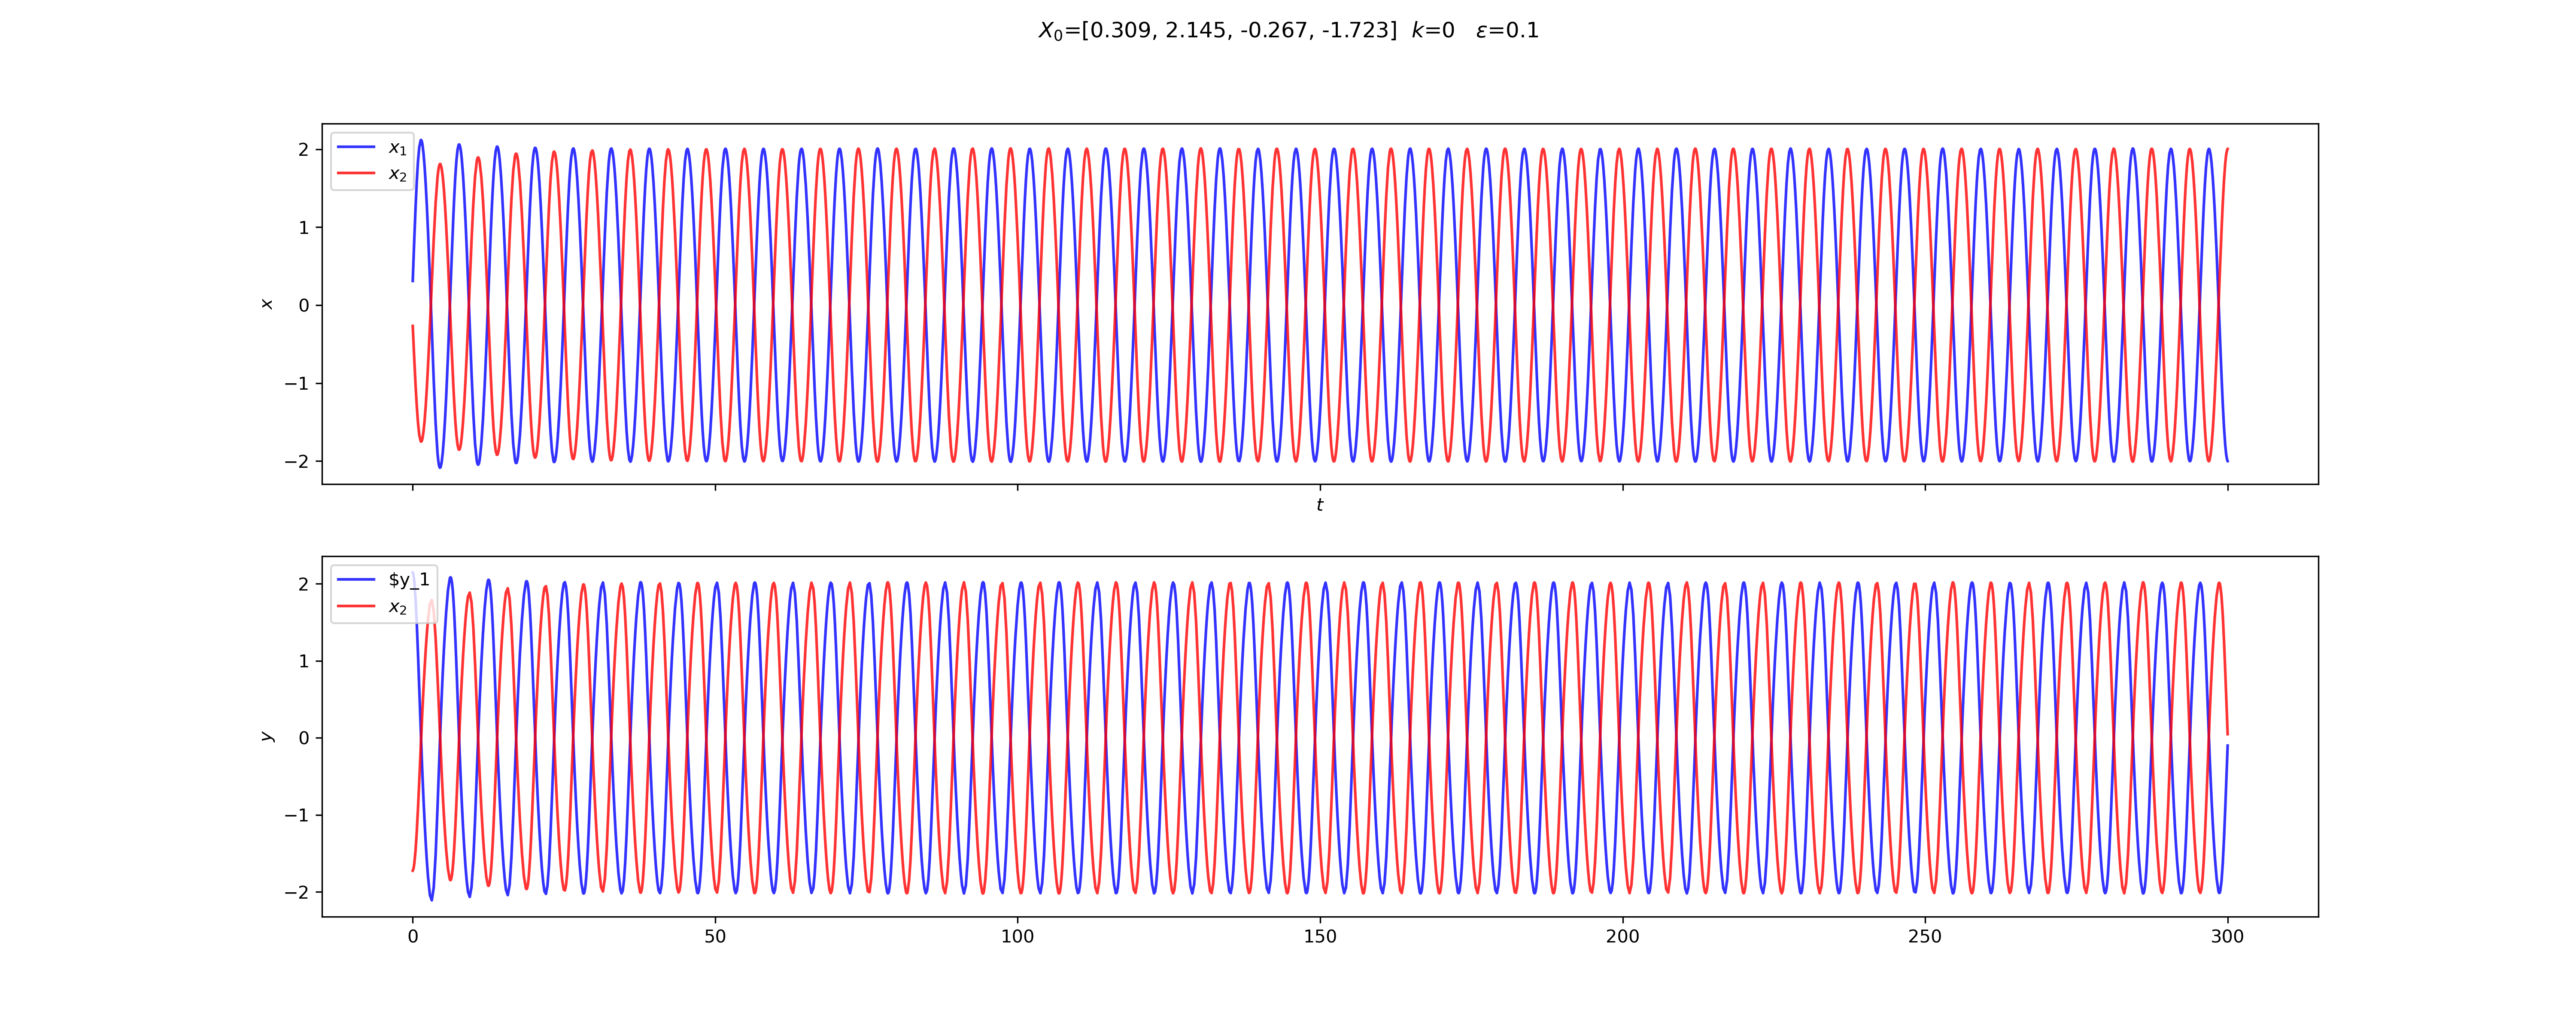 X₀=[0.309, 2.145, -0.267, -1.723] k=0 ε=0.1
x₁
x₂
2
1
0
−1
−2
x
t
$y_1
x₂
2
1
0
−1
−2
y
0 50 100 150 200 250 300